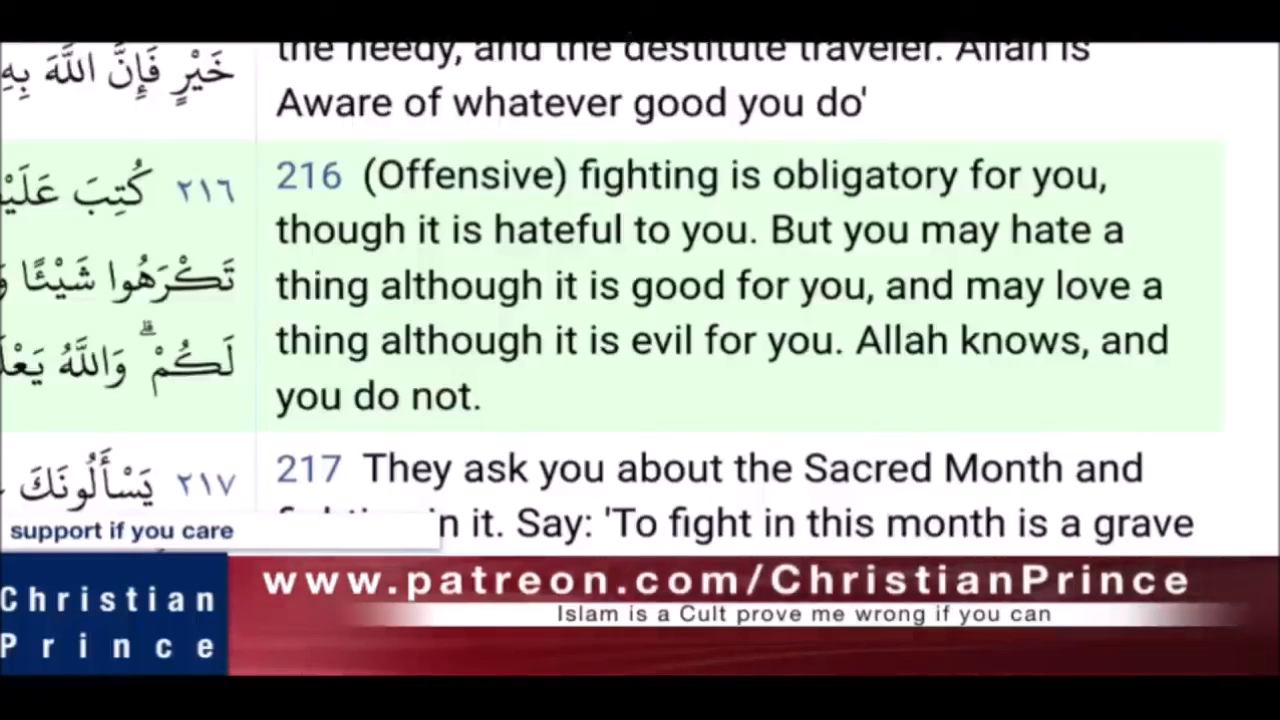 the needy, and the destitute traveler. Allah is
خَيْرٍ فَإِنَّ اللَّهَ بِهِ
Aware of whatever good you do'
٢١٦ كُتِبَ
216 (Offensive) fighting is obligatory for you,
though it is hateful to you. But you may hate a
تَكْرَهُوا شَيْئًا
thing although it is good for you, and may love a
لَكُمْ ۗ وَاللَّهُ
thing although it is evil for you. Allah knows, and
you do not.
٢١٧ يَسْأَلُونَكَ
217 They ask you about the Sacred Month and
in it. Say: 'To fight in this month is a grave
support if you care
Christian
Prince
www.patreon.com/ChristianPrince
Islam is a Cult prove me wrong if you can